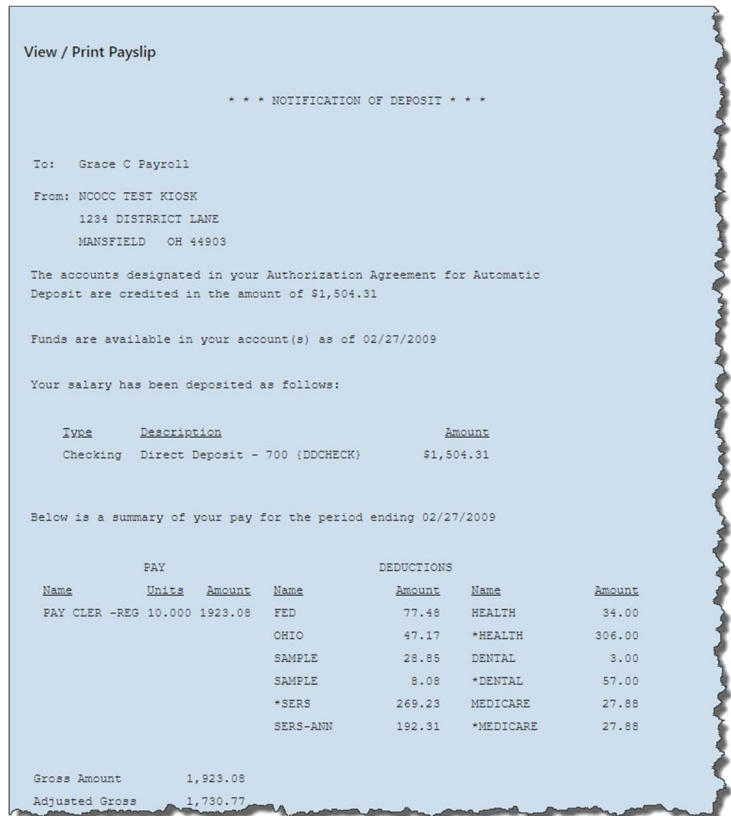 View / Print Payslip
* * * NOTIFICATION OF DEPOSIT * * *
To: Grace C Payroll
From: NCOCC TEST KIOSK
1234 DISTRRICT LANE
MANSFIELD OH 44903
The accounts designated in your Authorization Agreement for Automatic
Deposit are credited in the amount of $1,504.31
Funds are available in your account(s) as of 02/27/2009
Your salary has been deposited as follows:
Type Description Amount
Checking Direct Deposit - 700 {DDCHECK} $1,504.31
Below is a summary of your pay for the period ending 02/27/2009
PAY DEDUCTIONS
Name Units Amount Name Amount Name Amount
PAY CLER -REG 10.000 1923.08 FED 77.48 HEALTH 34.00
OHIO 47.17 *HEALTH 306.00
SAMPLE 28.85 DENTAL 3.00
SAMPLE 8.08 *DENTAL 57.00
*SERS 269.23 MEDICARE 27.88
SERS-ANN 192.31 *MEDICARE 27.88
Gross Amount 1,923.08
Adjusted Gross 1,730.77